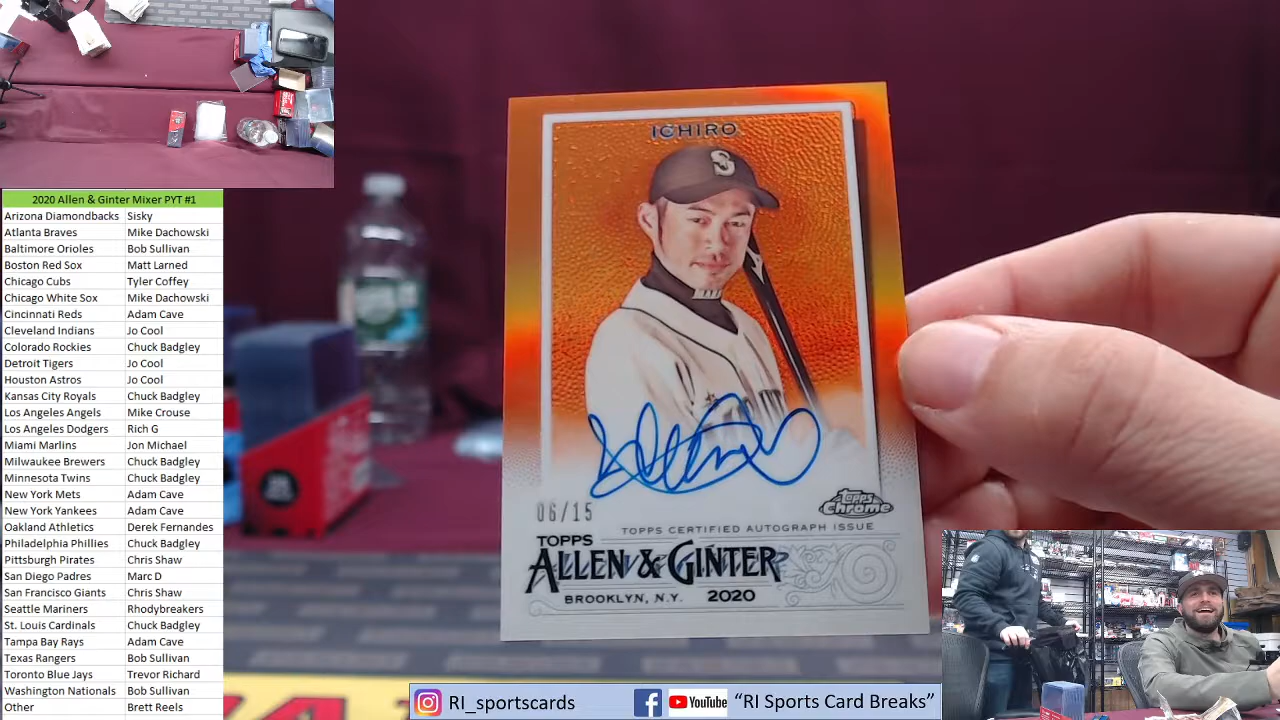 2020 Allen & Ginter Mixer PYT #1
Arizona Diamondbacks Sisky
Atlanta Braves Mike Dachowski
Baltimore Orioles Bob Sullivan
Boston Red Sox Matt Larned
Chicago Cubs Tyler Coffey
Chicago White Sox Mike Dachowski
Cincinnati Reds Adam Cave
Cleveland Indians Jo Cool
Colorado Rockies Chuck Badgley
Detroit Tigers Jo Cool
Houston Astros Jo Cool
Kansas City Royals Chuck Badgley
Los Angeles Angels Mike Crouse
Los Angeles Dodgers Rich G
Miami Marlins Jon Michael
Milwaukee Brewers Chuck Badgley
Minnesota Twins Chuck Badgley
New York Mets Adam Cave
New York Yankees Adam Cave
Oakland Athletics Derek Fernandes
Philadelphia Phillies Chuck Badgley
Pittsburgh Pirates Chris Shaw
San Diego Padres Marc D
San Francisco Giants Chris Shaw
Seattle Mariners Rhodybreakers
St. Louis Cardinals Chuck Badgley
Tampa Bay Rays Adam Cave
Texas Rangers Bob Sullivan
Toronto Blue Jays Trevor Richard
Washington Nationals Bob Sullivan
Other Brett Reels
ICHIRO
S
06/15
Topps Chrome
TOPPS CERTIFIED AUTOGRAPH ISSUE
TOPPS
ALLEN & GINTER
BROOKLYN, N.Y. 2020
RI_sportscards YouTube "RI Sports Card Breaks"